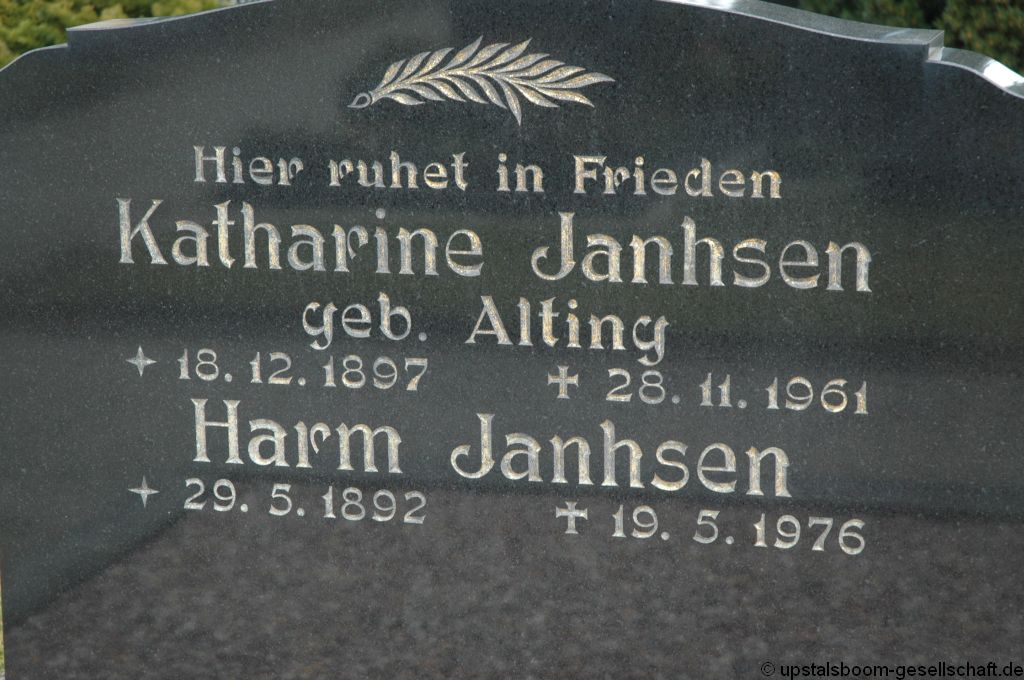 Hier ruhet in Frieden
Katharine Janhsen
geb. Alting
18. 12. 1897 28. 11. 1961
Harm Janhsen
29. 5. 1892 19. 5. 1976
© upstalsboom-gesellschaft.de